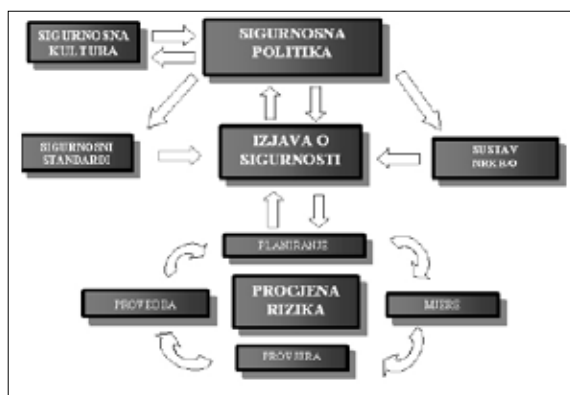 SIGURNOSNA
KULTURA
SIGURNOSNA
POLITIKA
SIGURNOSNI
STANDARDI
IZJAVA O
SIGURNOSTI
SUSTAV
PLANIRANJE
PROVEDBA
PROCJENA
RIZIKA
MJERE
PROVJERA